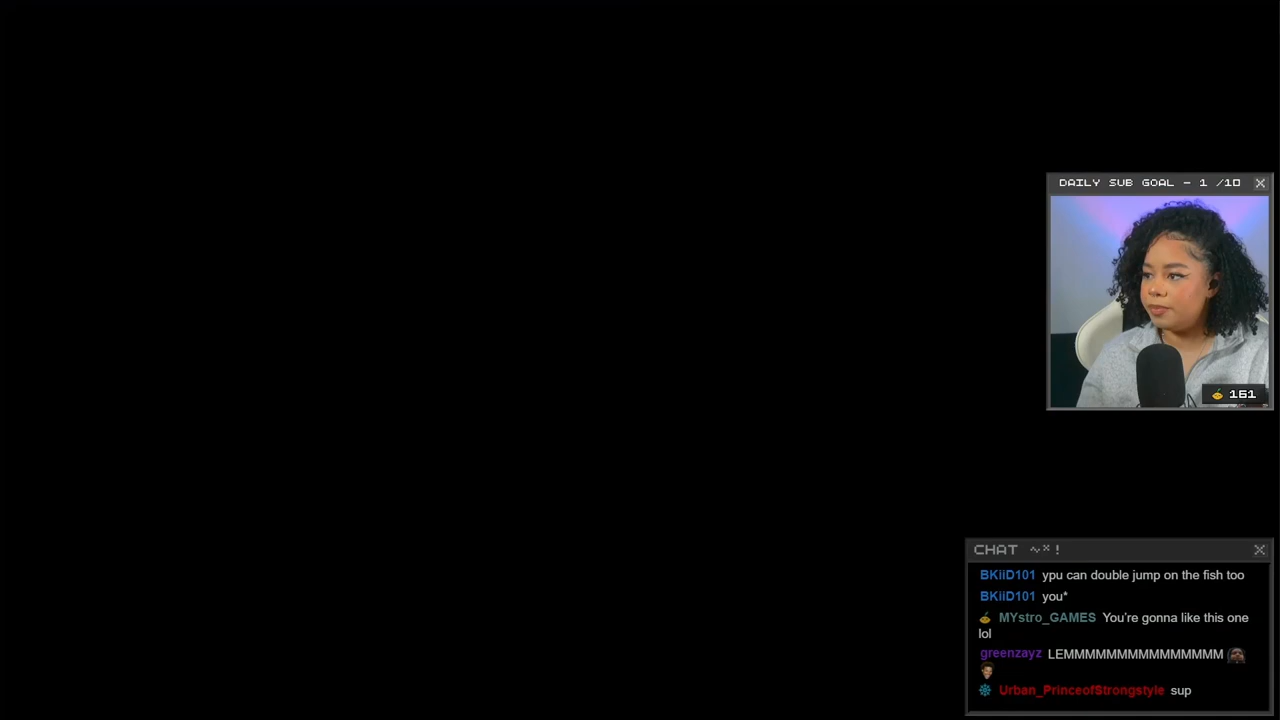 DAILY SUB GOAL - 1 /10
161
CHAT ~*!
BKiiD101 ypu can double jump on the fish too
BKiiD101 you*
MYstro_GAMES You're gonna like this one
lol
greenzayz LEMMMMMMMMMMMMMMM
Urban_PrinceofStrongstyle sup